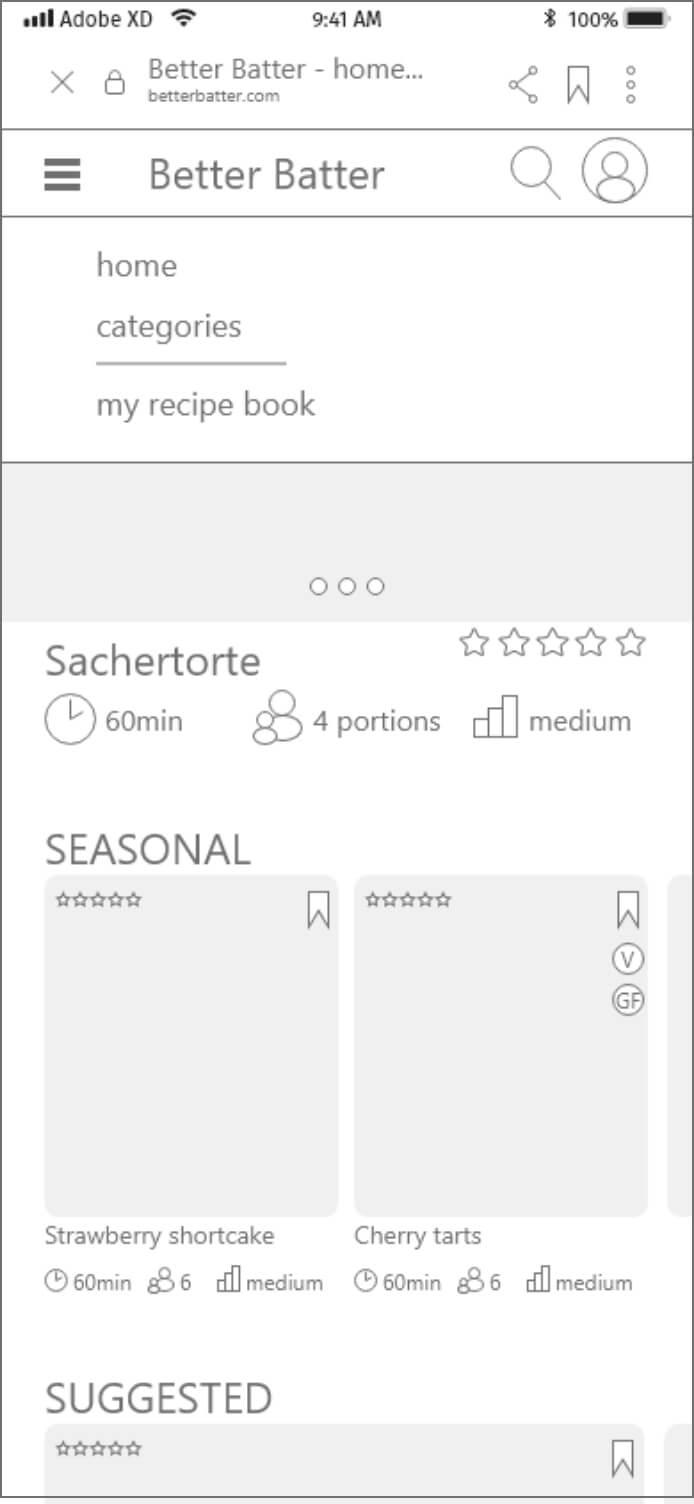 Adobe XD 9:41 AM 100%
Better Batter - home...
betterbatter.com
Better Batter
home
categories
my recipe book
Sachertorte
60min 4 portions medium
SEASONAL
V
GF
Strawberry shortcake Cherry tarts
60min 6 medium 60min 6 medium
SUGGESTED